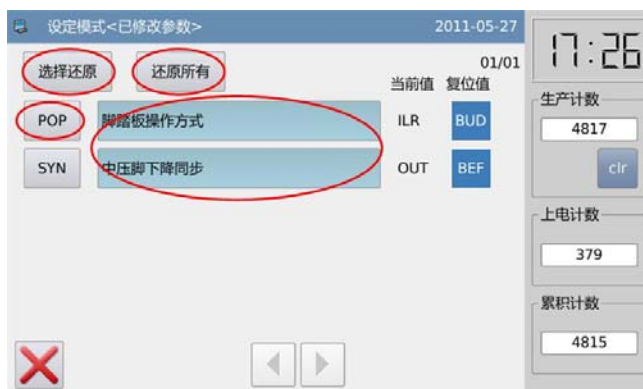 设定模式<已修改参数> 2011-05-27
17:26
选择还原 还原所有 01/01
当前值 复位值
POP 脚踏板操作方式 ILR BUD
SYN 中压脚下降同步 OUT BEF
生产计数
4817
clr
上电计数
379
累积计数
4815